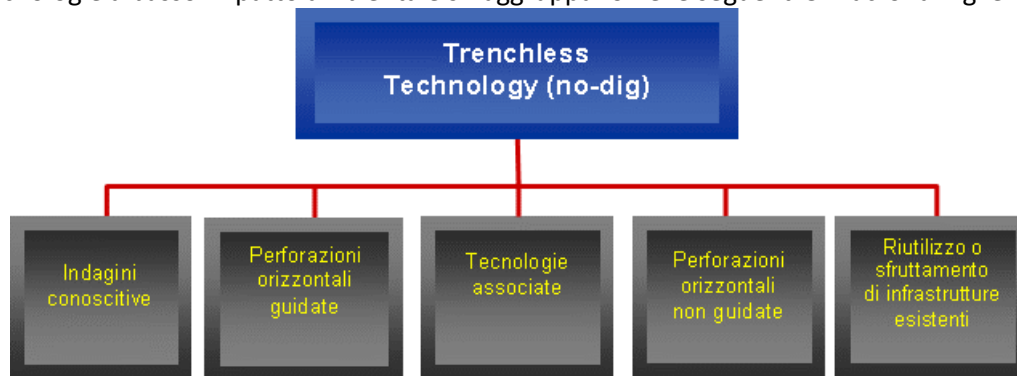 Trenchless
Technology (no-dig)
Indagini
conoscitive
Perforazioni
orizzontali
guidate
Tecnologie
associate
Perforazioni
orizzontali
non guidate
Riutilizzo o
sfruttamento
di infrastrutture
esistenti